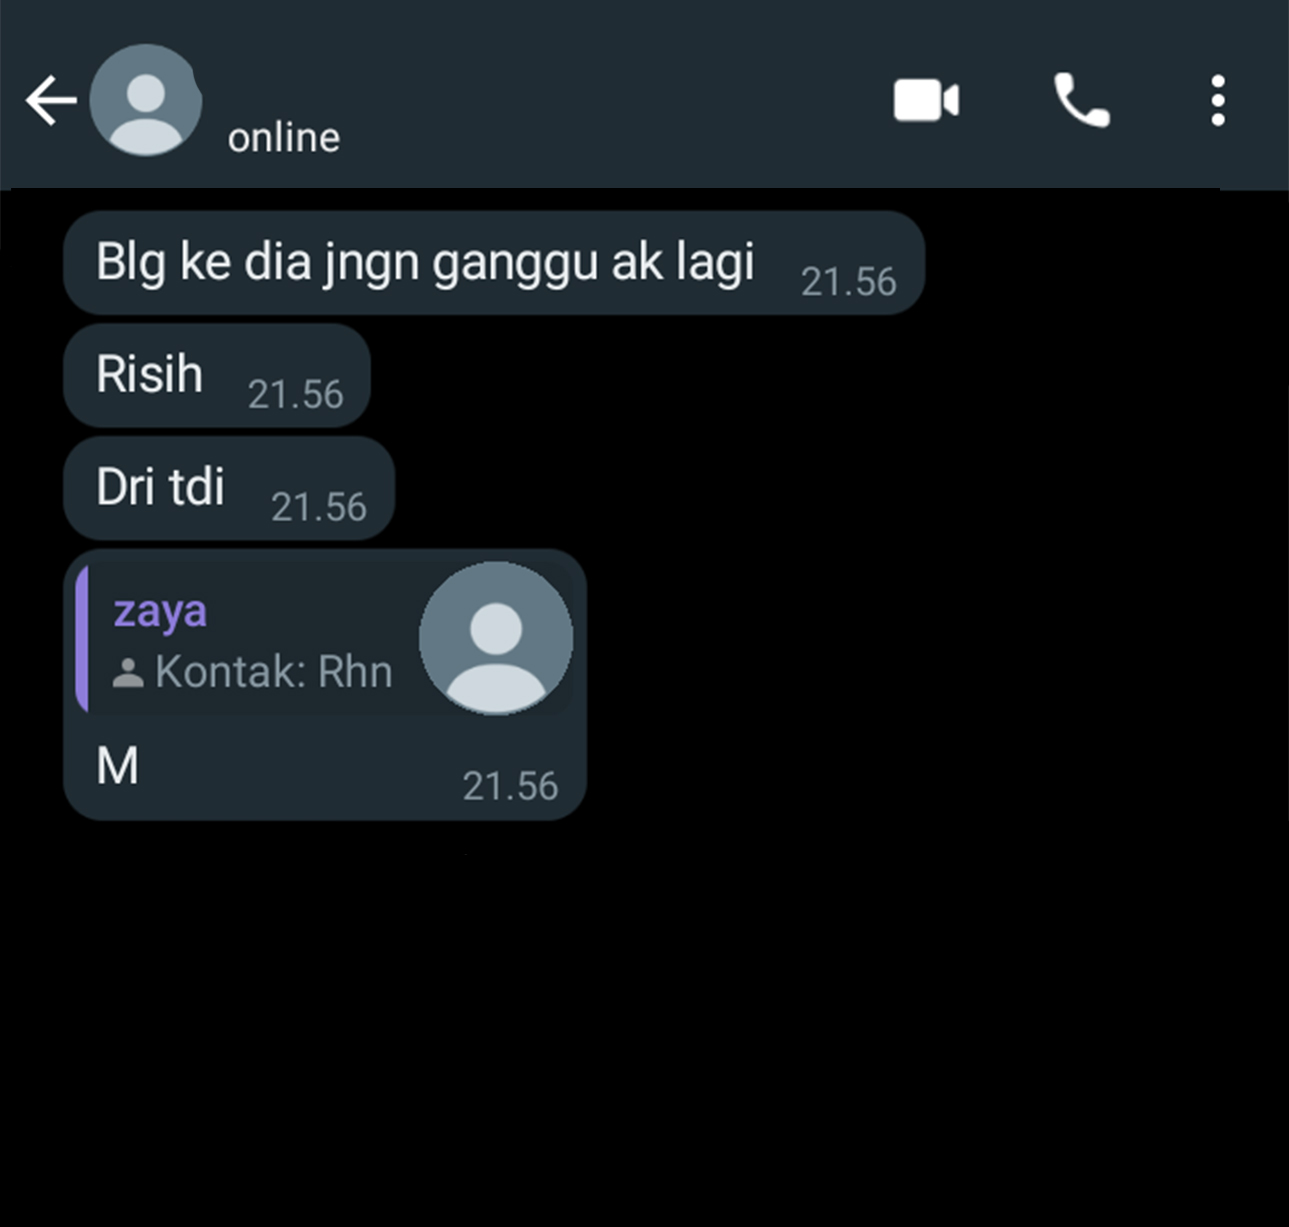 online
Blg ke dia jngn ganggu ak lagi 21.56
Risih 21.56
Dri tdi 21.56
zaya
Kontak: Rhn
M 21.56